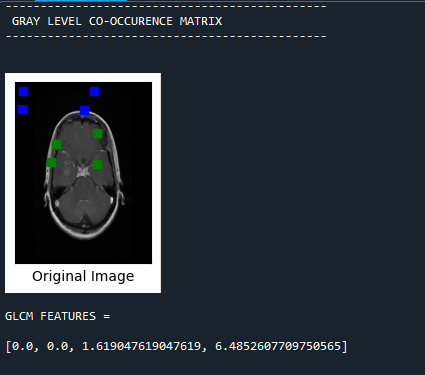 ---------------------------------------------
GRAY LEVEL CO-OCCURENCE MATRIX
---------------------------------------------
Original Image
GLCM FEATURES =
[0.0, 0.0, 1.619047619047619, 6.4852607709750565]